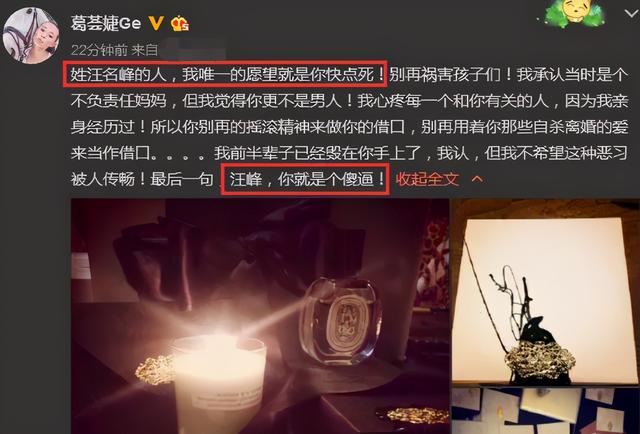 葛荟婕Ge
22分钟前 来自
姓汪名峰的人，我唯一的愿望就是你快点死！别再祸害孩子们！我承认当时是个
不负责任妈妈，但我觉得你更不是男人！我心疼每一个和你有关的人，因为我亲
身经历过！所以你别再的摇滚精神来做你的借口，别再用着你那些自杀离婚的爱
来当作借口。。。。我前半辈子已经毁在你手上了，我认，但我不希望这种恶习
被人传畅！最后一句，汪峰，你就是个傻逼！ 收起全文